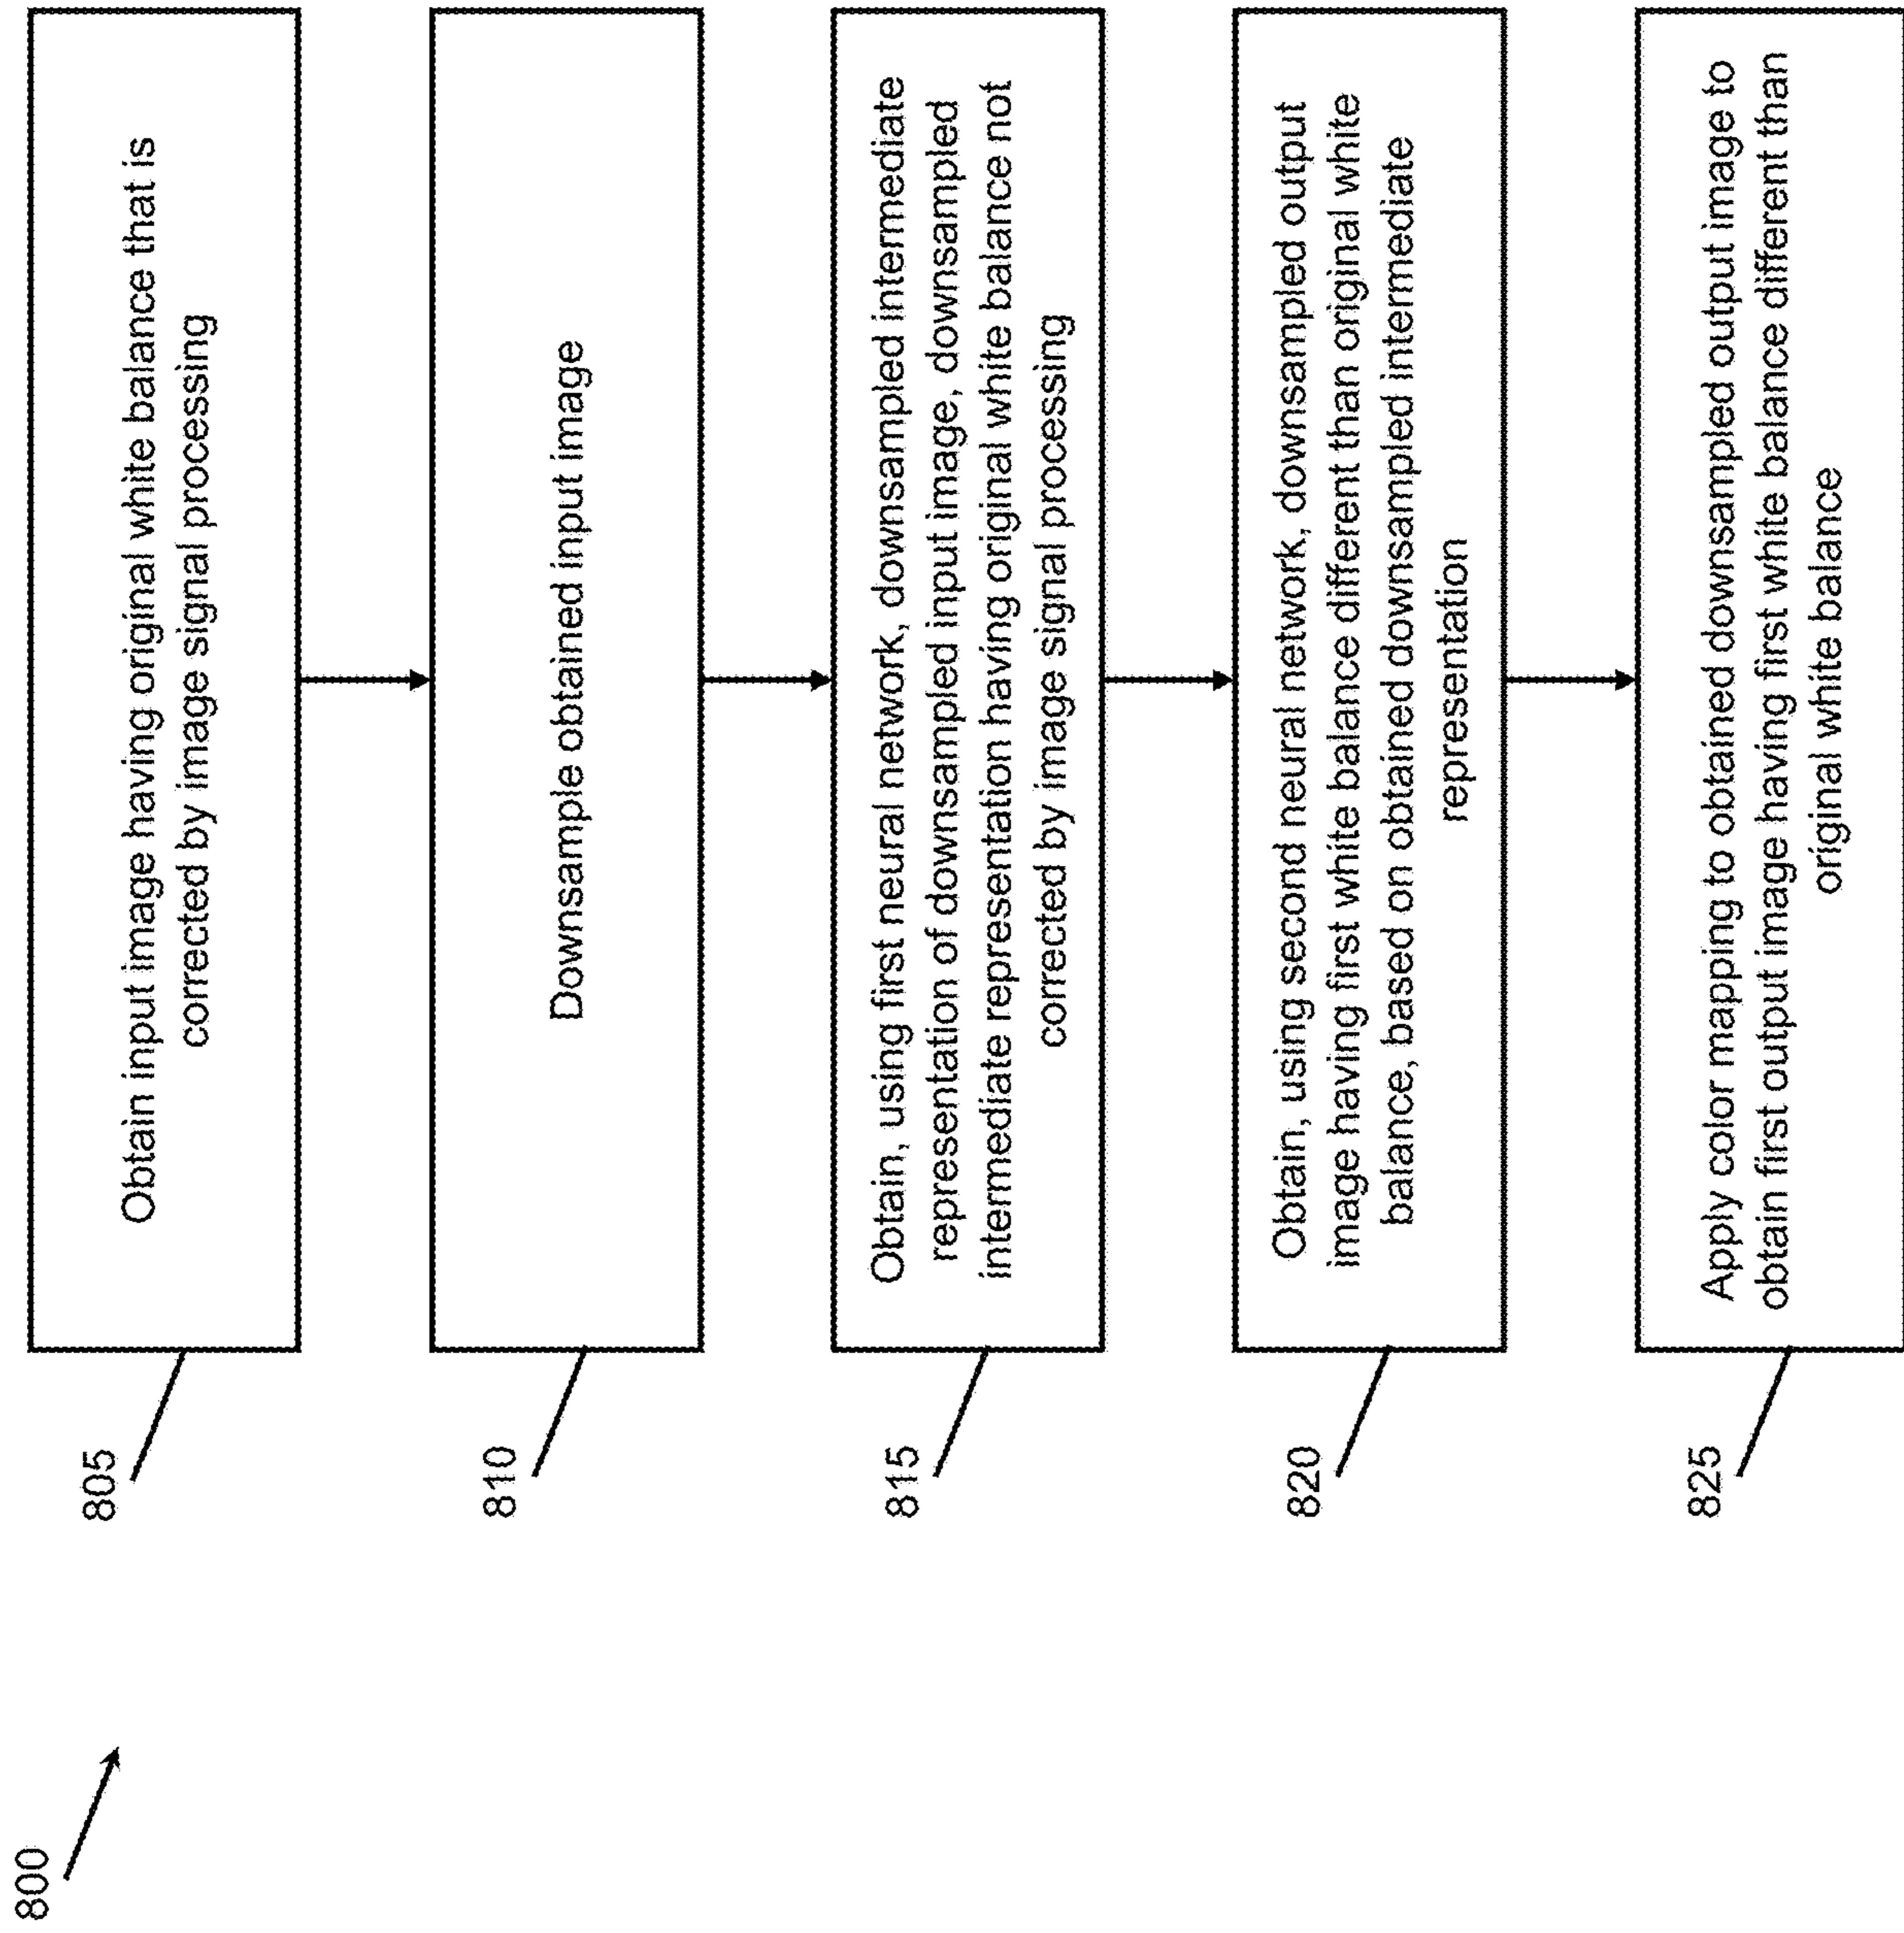 800
805
Obtain input image having original white balance that is
corrected by image signal processing
810
Downsample obtained input image
815
Obtain, using first neural network, downsampled intermediate
representation of downsampled input image, downsampled
intermediate representation having original white balance not
corrected by image signal processing
820
Obtain, using second neural network, downsampled output
image having first white balance different than original white
balance, based on obtained downsampled intermediate
representation
825
Apply color mapping to obtained downsampled output image to
obtain first output image having first white balance different than
original white balance